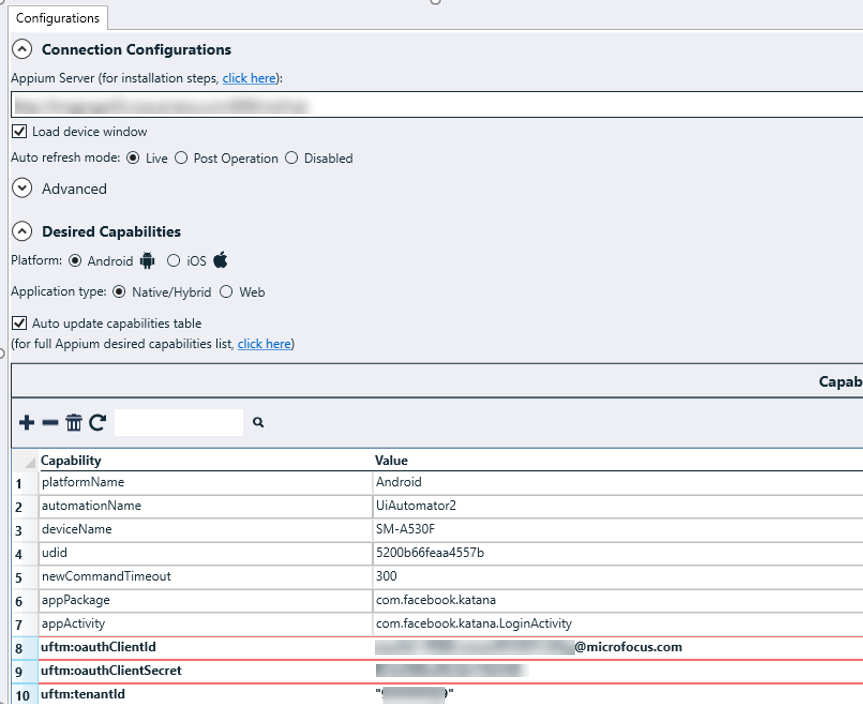 Configurations
Connection Configurations
Appium Server (for installation steps, click here):
Load device window
Auto refresh mode: Live Post Operation Disabled
Advanced
Desired Capabilities
Platform: Android iOS
Application type: Native/Hybrid Web
Auto update capabilities table
(for full Appium desired capabilities list, click here)
Capab
Capability Value
1 platformName Android
2 automationName UiAutomator2
3 deviceName SM-A530F
4 udid 5200b66feaa4557b
5 newCommandTimeout 300
6 appPackage com.facebook.katana
7 appActivity com.facebook.katana.LoginActivity
8 uftm:oauthClientId @microfocus.com
9 uftm:oauthClientSecret
10 uftm:tenantId "9 9"